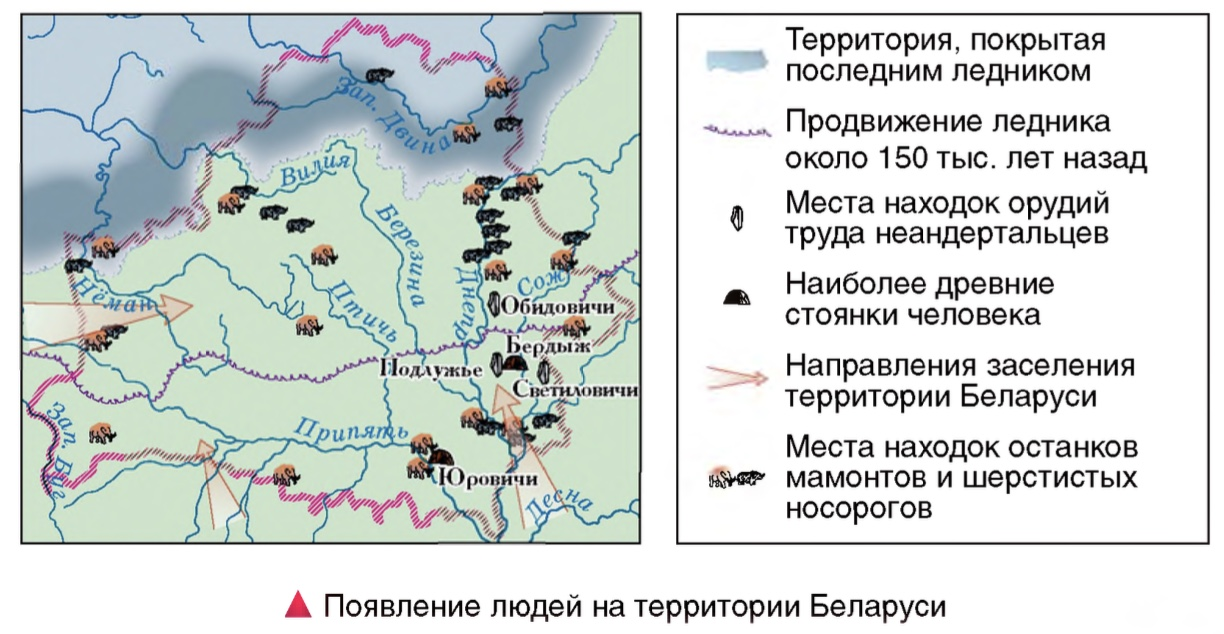 Зап. Двина
Вилия
Березина
Нёман
Птичь
Днепр
Сож
Обидовичи
Бердыж
Подлужье
Светиловичи
Зап. Буг
Припять
Юровичи
Десна
Территория, покрытая
последним ледником
Продвижение ледника
около 150 тыс. лет назад
Места находок орудий
труда неандертальцев
Наиболее древние
стоянки человека
Направления заселения
территории Беларуси
Места находок останков
мамонтов и шерстистых
носорогов
Появление людей на территории Беларуси